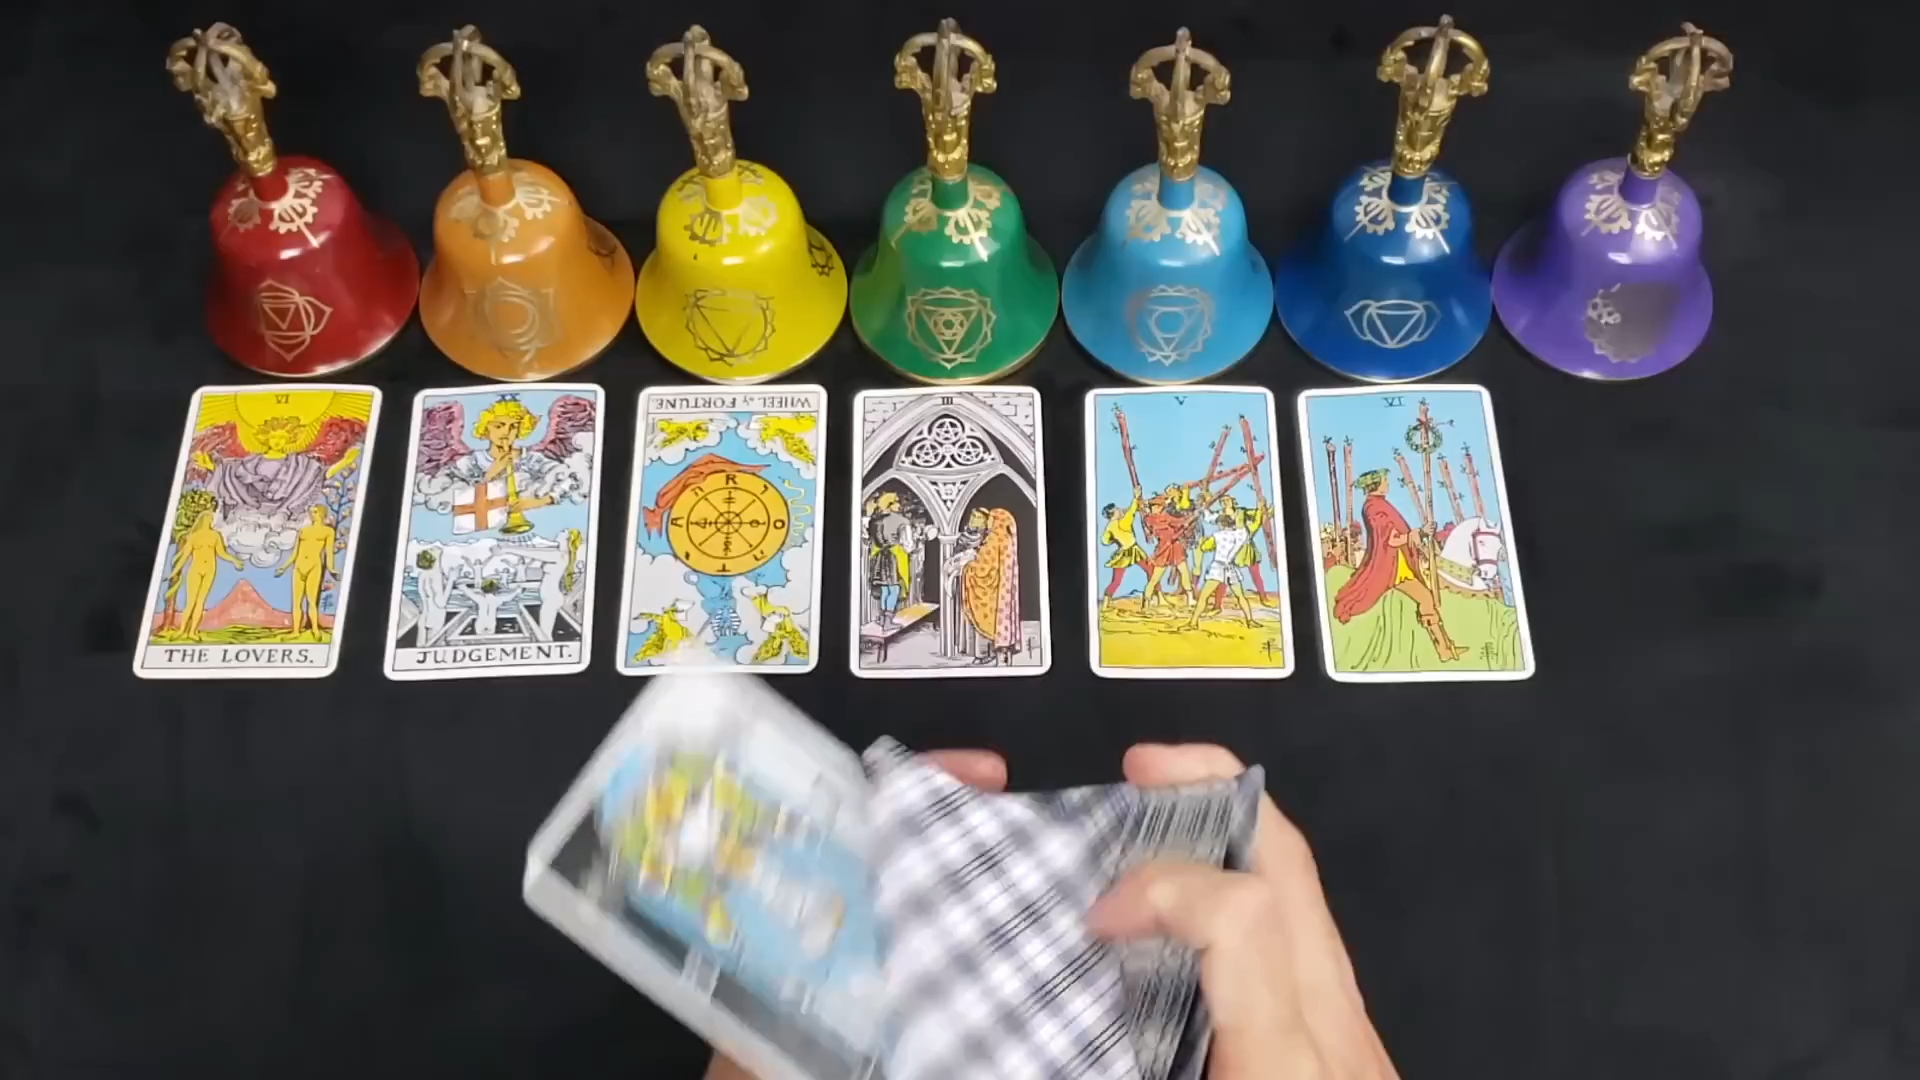 VI
THE LOVERS.
XX
JUDGEMENT.
WHEEL of FORTUNE
III
V
VI